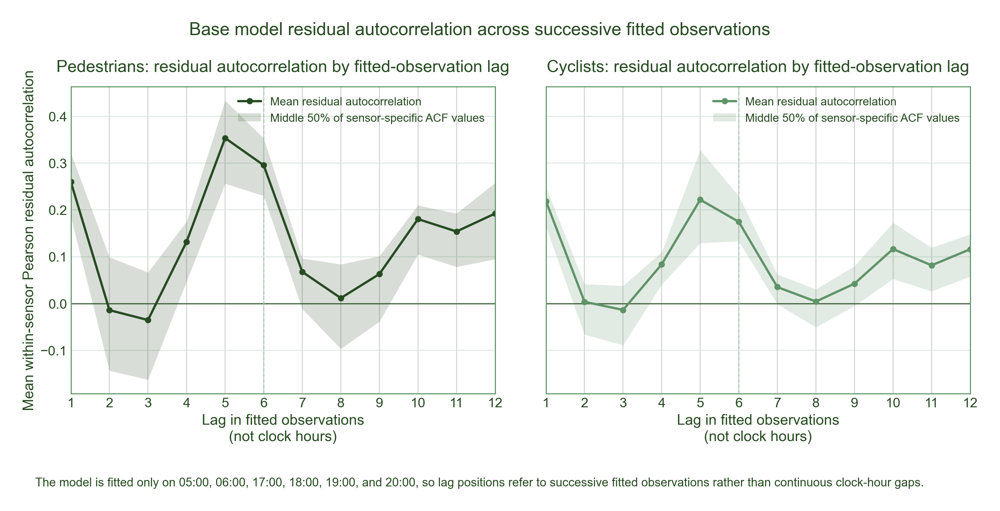 Base model residual autocorrelation across successive fitted observations
Pedestrians: residual autocorrelation by fitted-observation lag
Mean within-sensor Pearson residual autocorrelation
Mean residual autocorrelation
Middle 50% of sensor-specific ACF values
0.4
0.3
0.2
0.1
0.0
−0.1
1 2 3 4 5 6 7 8 9 10 11 12
Lag in fitted observations
(not clock hours)
Cyclists: residual autocorrelation by fitted-observation lag
Mean residual autocorrelation
Middle 50% of sensor-specific ACF values
1 2 3 4 5 6 7 8 9 10 11 12
Lag in fitted observations
(not clock hours)
The model is fitted only on 05:00, 06:00, 17:00, 18:00, 19:00, and 20:00, so lag positions refer to successive fitted observations rather than continuous clock-hour gaps.